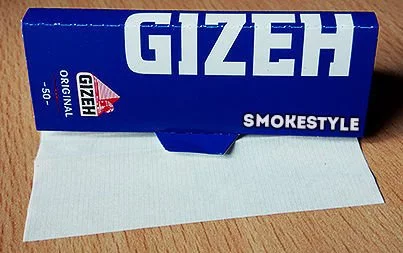 GIZEH
GIZEH
ORIGINAL
-50-
SMOKESTYLE